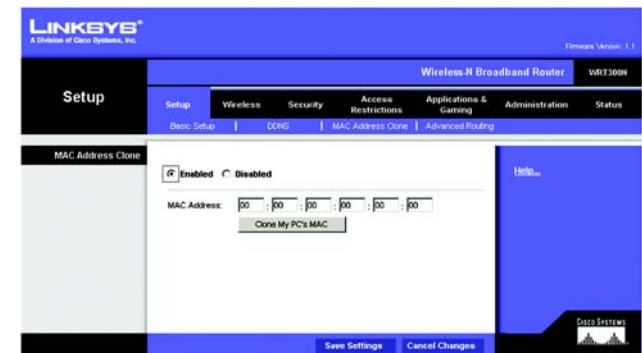 LINKSYS®
A Division of Cisco Systems, Inc.
Firmware Version: 1.1
Wireless-N Broadband Router WRT300N
Setup
Setup Wireless Security Access Restrictions Applications & Gaming Administration Status
Basic Setup | DDNS | MAC Address Clone | Advanced Routing
MAC Address Clone
Enabled Disabled
Help...
MAC Address: 00 : 00 : 00 : 00 : 00 : 00
Clone My PC's MAC
CISCO SYSTEMS
Save Settings Cancel Changes